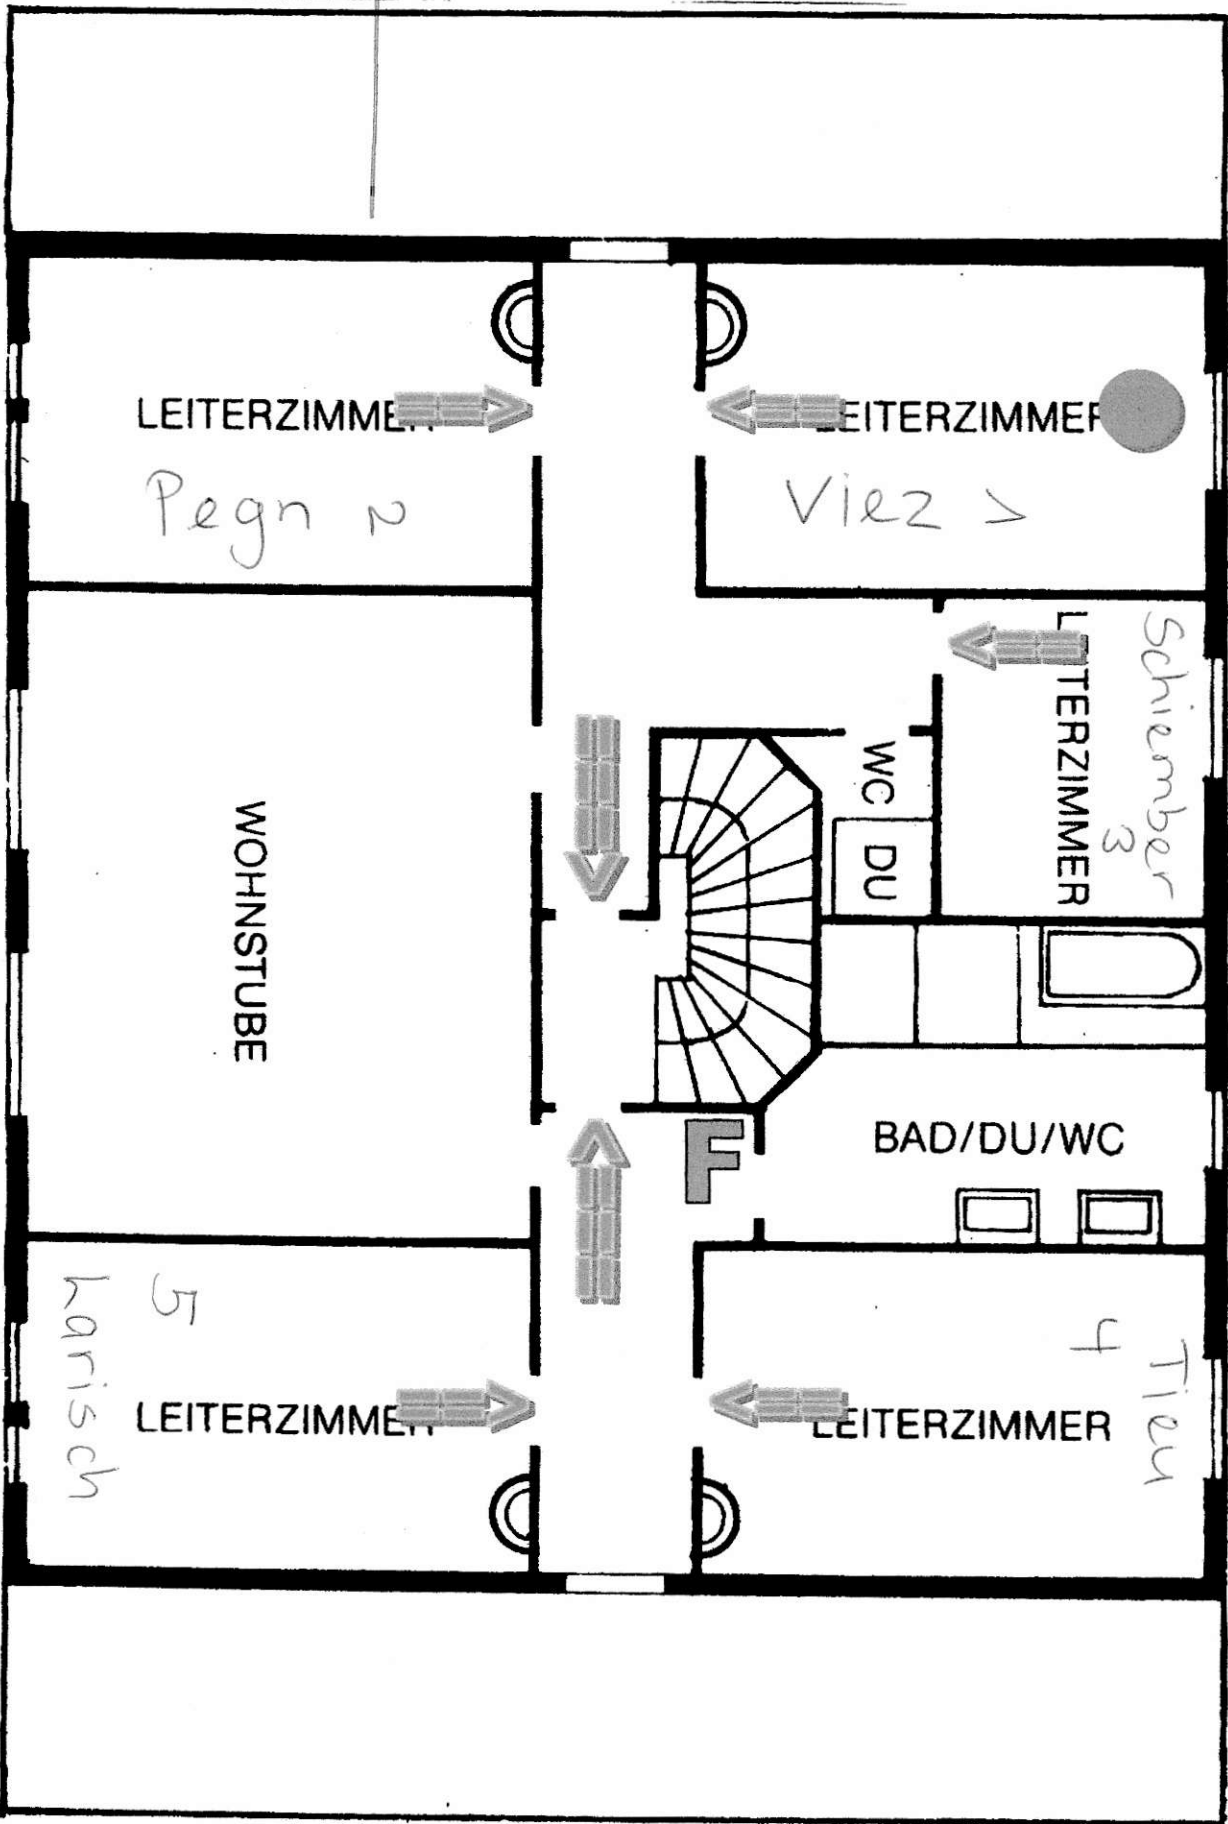 LEITERZIMMER
LEITERZIMMER
Pegn 2
Viez 1
Schiember
3
LEITERZIMMER
WC
DU
WOHNSTUBE
BAD/DU/WC
F
5
Larisch
4
Tieu
LEITERZIMMER
LEITERZIMMER